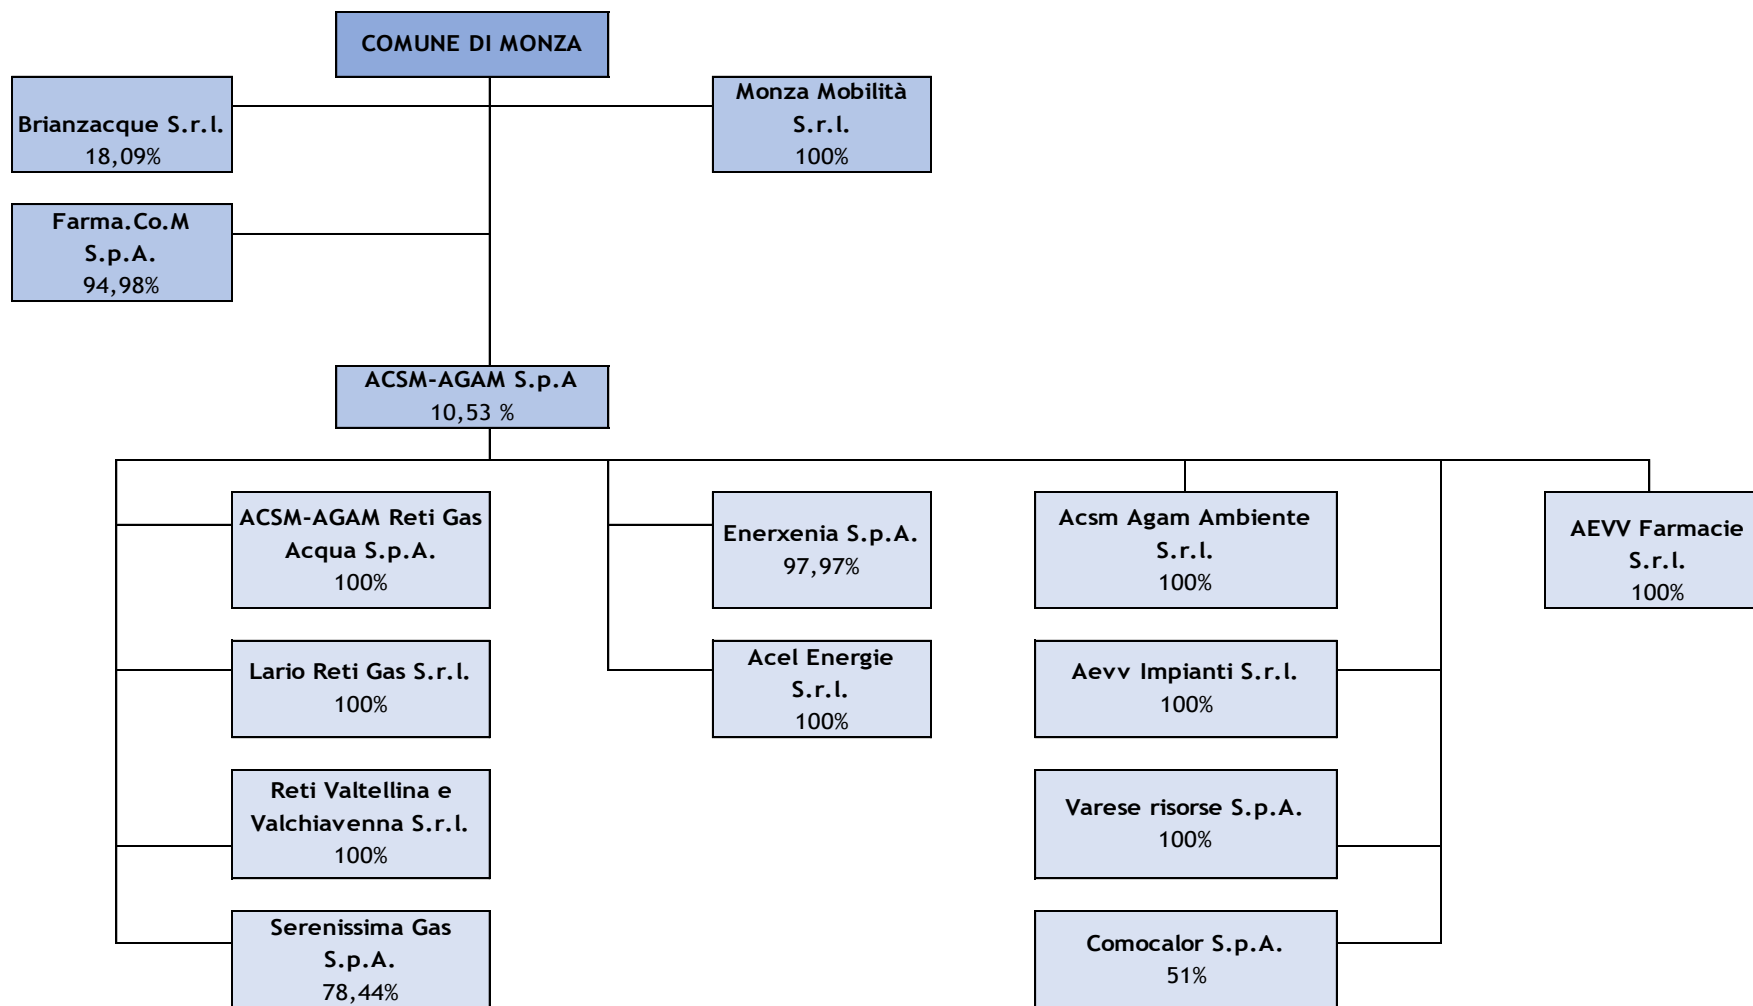 COMUNE DI MONZA
Brianzacque S.r.l.
18,09%
Monza Mobilità
S.r.l.
100%
Farma.Co.M
S.p.A.
94,98%
ACSM-AGAM S.p.A
10,53 %
ACSM-AGAM Reti Gas
Acqua S.p.A.
100%
Enerxenia S.p.A.
97,97%
Acsm Agam Ambiente
S.r.l.
100%
AEVV Farmacie
S.r.l.
100%
Lario Reti Gas S.r.l.
100%
Acel Energie
S.r.l.
100%
Aevv Impianti S.r.l.
100%
Reti Valtellina e
Valchiavenna S.r.l.
100%
Varese risorse S.p.A.
100%
Serenissima Gas
S.p.A.
78,44%
Comocalor S.p.A.
51%